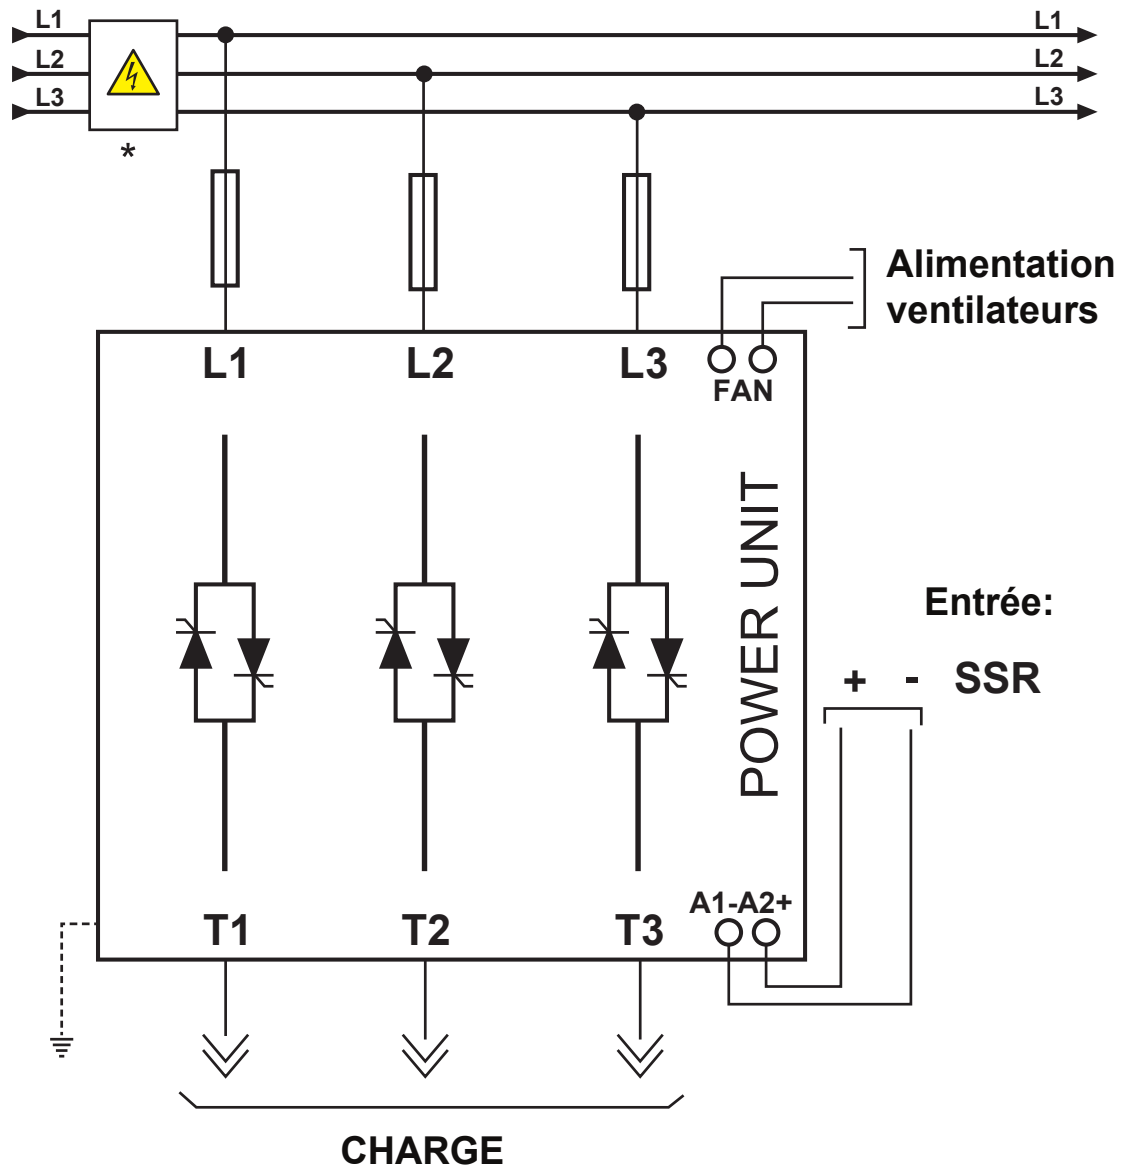 L1 L1
L2 L2
L3 L3
*
Alimentation
ventilateurs
L1 L2 L3
FAN
POWER UNIT
Entrée:
+ - SSR
A1-A2+
T1 T2 T3
CHARGE